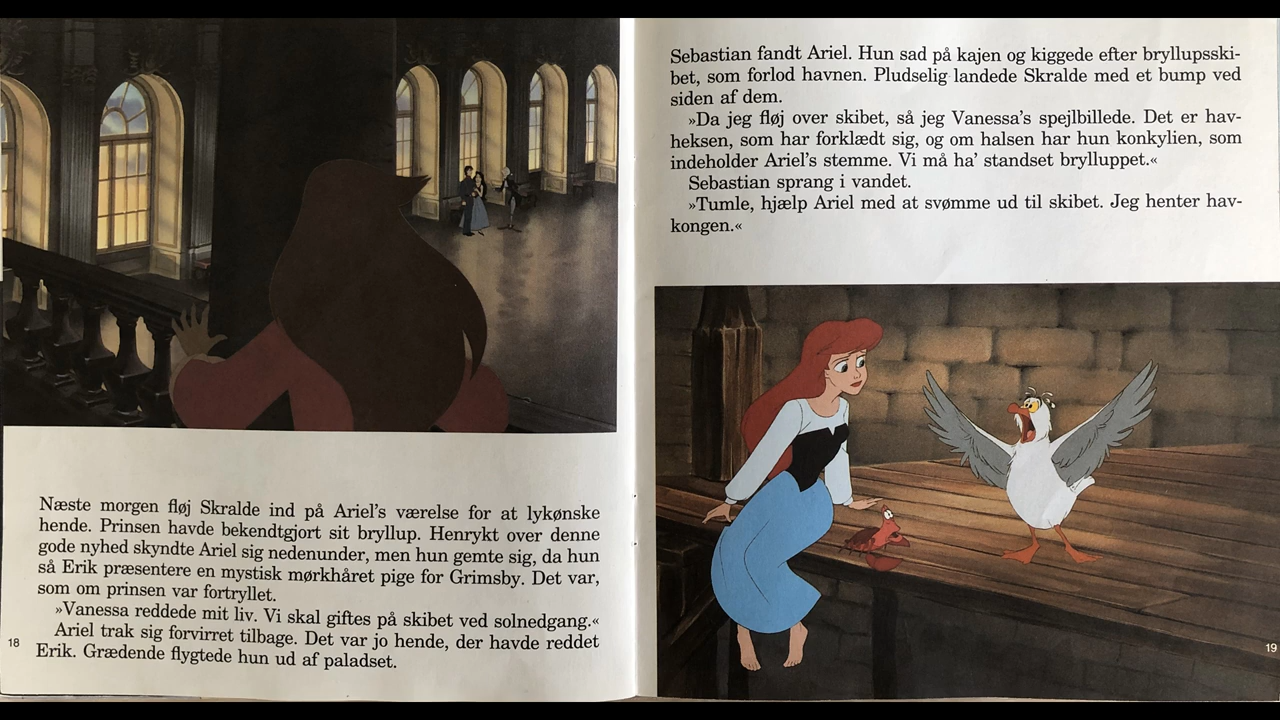 Næste morgen fløj Skralde ind på Ariel's værelse for at lykønske
hende. Prinsen havde bekendtgjort sit bryllup. Henrykt over denne
gode nyhed skyndte Ariel sig nedenunder, men hun gemte sig, da hun
så Erik præsentere en mystisk mørkhåret pige for Grimsby. Det var,
som om prinsen var fortryllet.
»Vanessa reddede mit liv. Vi skal giftes på skibet ved solnedgang.«
Ariel trak sig forvirret tilbage. Det var jo hende, der havde reddet
Erik. Grædende flygtede hun ud af paladset.
18
Sebastian fandt Ariel. Hun sad på kajen og kiggede efter bryllupsski-
bet, som forlod havnen. Pludselig landede Skralde med et bump ved
siden af dem.
»Da jeg fløj over skibet, så jeg Vanessa's spejlbillede. Det er hav-
heksen, som har forklædt sig, og om halsen har hun konkylien, som
indeholder Ariel's stemme. Vi må ha' standset brylluppet.«
Sebastian sprang i vandet.
»Tumle, hjælp Ariel med at svømme ud til skibet. Jeg henter hav-
kongen.«
19